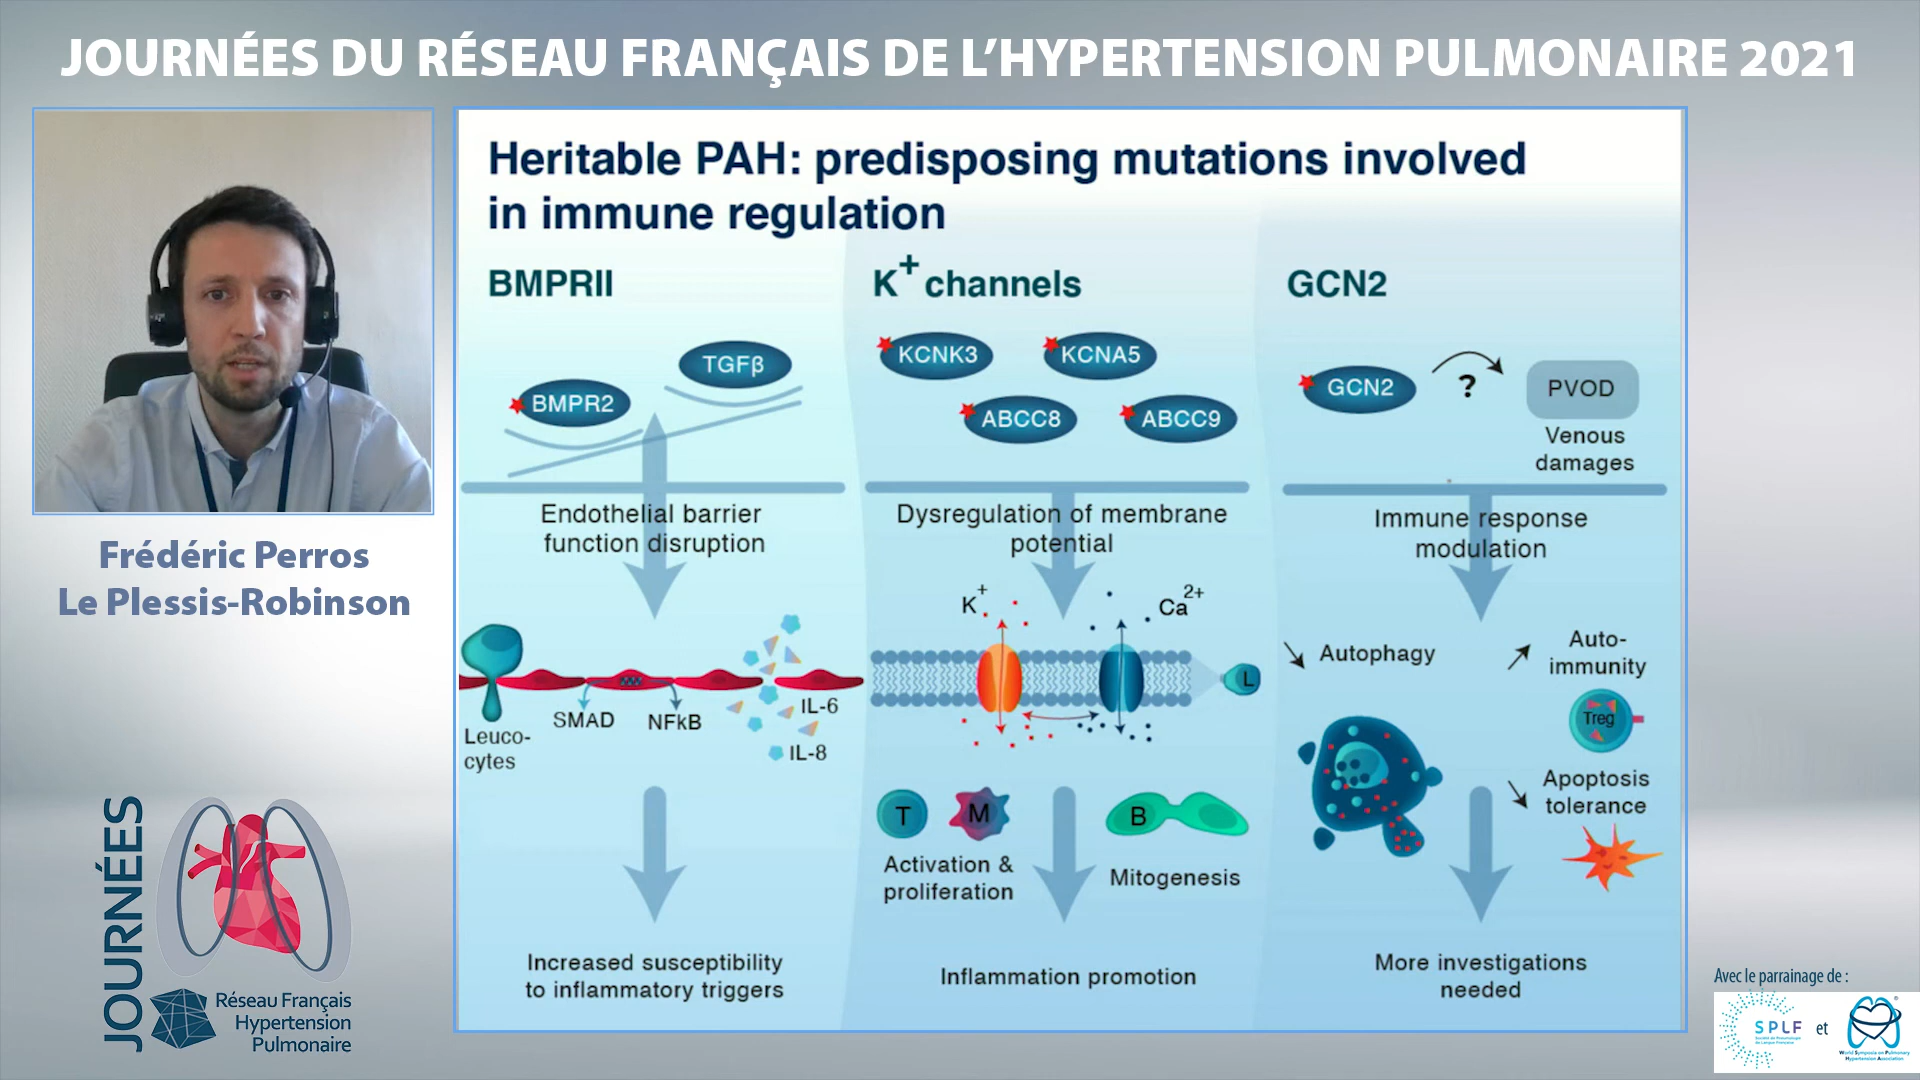 JOURNÉES DU RÉSEAU FRANÇAIS DE L'HYPERTENSION PULMONAIRE 2021
Frédéric Perros
Le Plessis-Robinson
JOURNÉES
Réseau Français
Hypertension
Pulmonaire
Heritable PAH: predisposing mutations involved
in immune regulation
BMPRII
TGFβ
BMPR2
Endothelial barrier
function disruption
SMAD
NFkB
IL-6
IL-8
Leuco-
cytes
Increased susceptibility
to inflammatory triggers
K+ channels
KCNK3
KCNA5
ABCC8
ABCC9
Dysregulation of membrane
potential
K+
Ca2+
L
T
M
B
Activation &
proliferation
Mitogenesis
Inflammation promotion
GCN2
GCN2
?
PVOD
Venous
damages
Immune response
modulation
Autophagy
Auto-
immunity
Treg
Apoptosis
tolerance
More investigations
needed
Avec le parrainage de :
SPLF
et